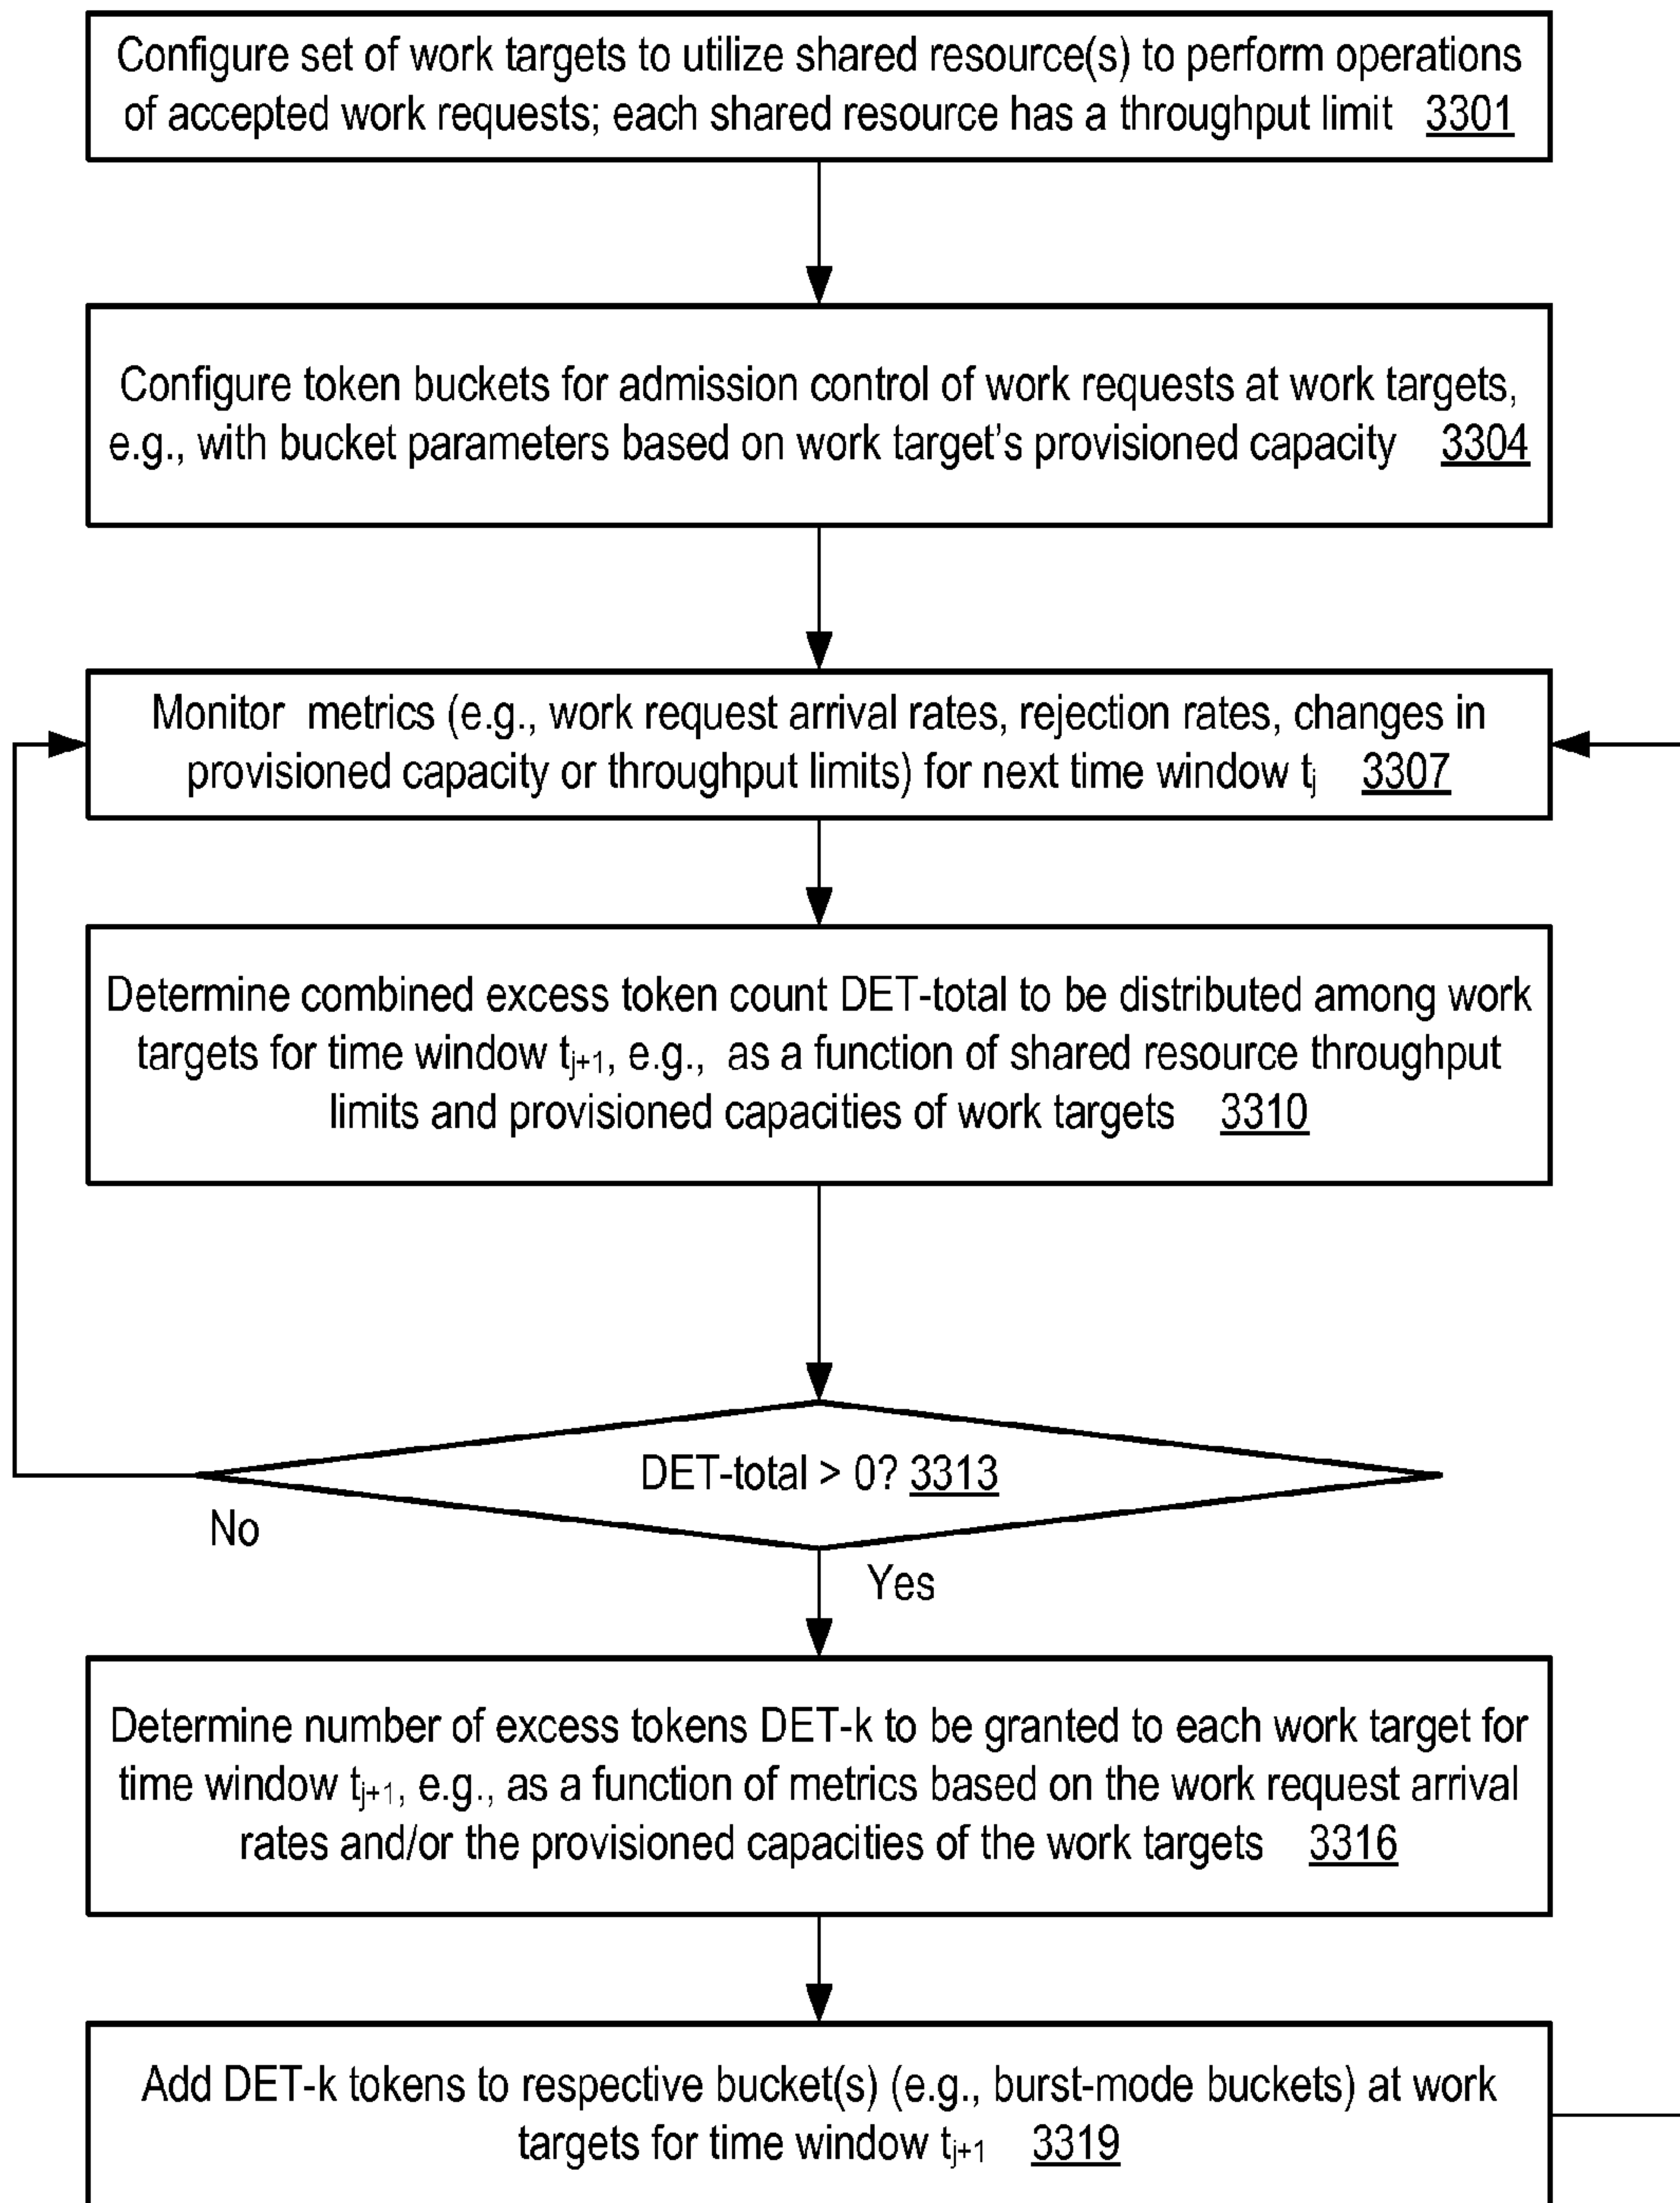 Configure set of work targets to utilize shared resource(s) to perform operations
of accepted work requests; each shared resource has a throughput limit 3301
Configure token buckets for admission control of work requests at work targets,
e.g., with bucket parameters based on work target's provisioned capacity 3304
Monitor metrics (e.g., work request arrival rates, rejection rates, changes in
provisioned capacity or throughput limits) for next time window tj 3307
Determine combined excess token count DET-total to be distributed among work
targets for time window tj+1, e.g., as a function of shared resource throughput
limits and provisioned capacities of work targets 3310
DET-total > 0? 3313
No
Yes
Determine number of excess tokens DET-k to be granted to each work target for
time window tj+1, e.g., as a function of metrics based on the work request arrival
rates and/or the provisioned capacities of the work targets 3316
Add DET-k tokens to respective bucket(s) (e.g., burst-mode buckets) at work
targets for time window tj+1 3319